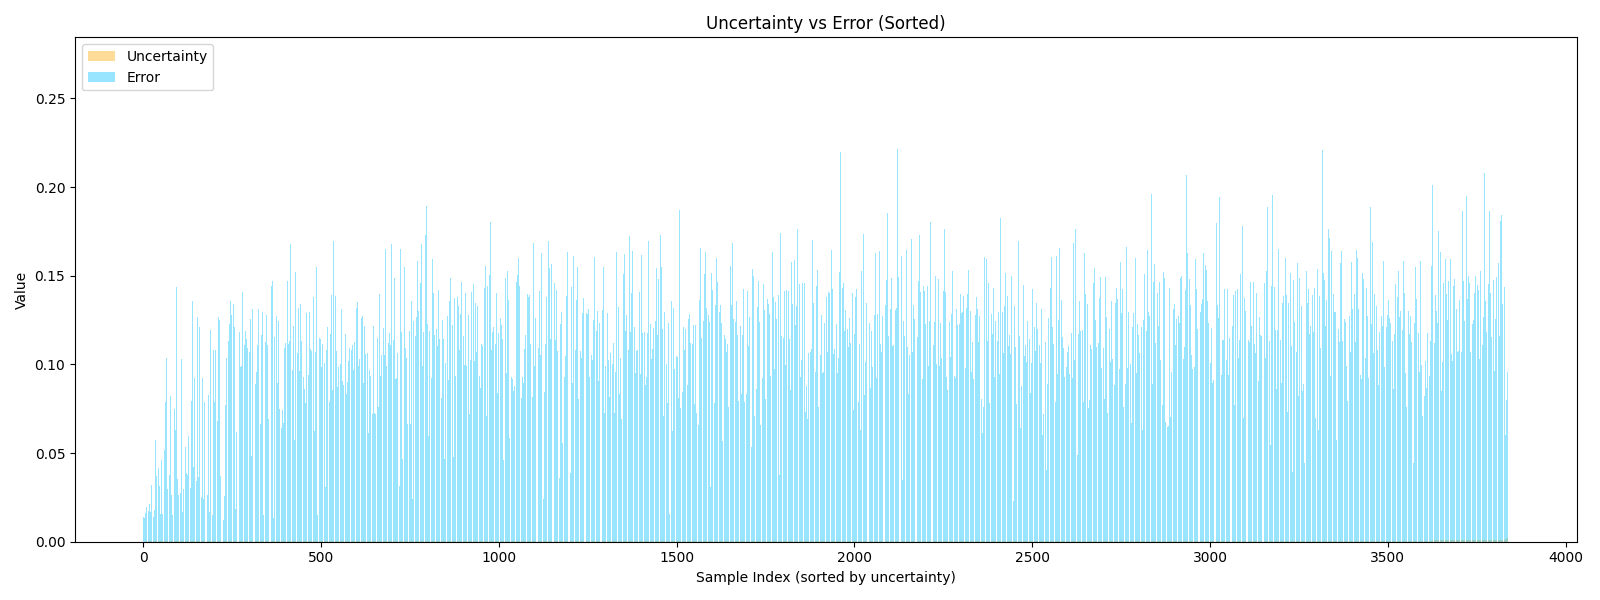 Uncertainty vs Error (Sorted)
Uncertainty
Error
Value
0.25
0.20
0.15
0.10
0.05
0.00
0 500 1000 1500 2000 2500 3000 3500 4000
Sample Index (sorted by uncertainty)